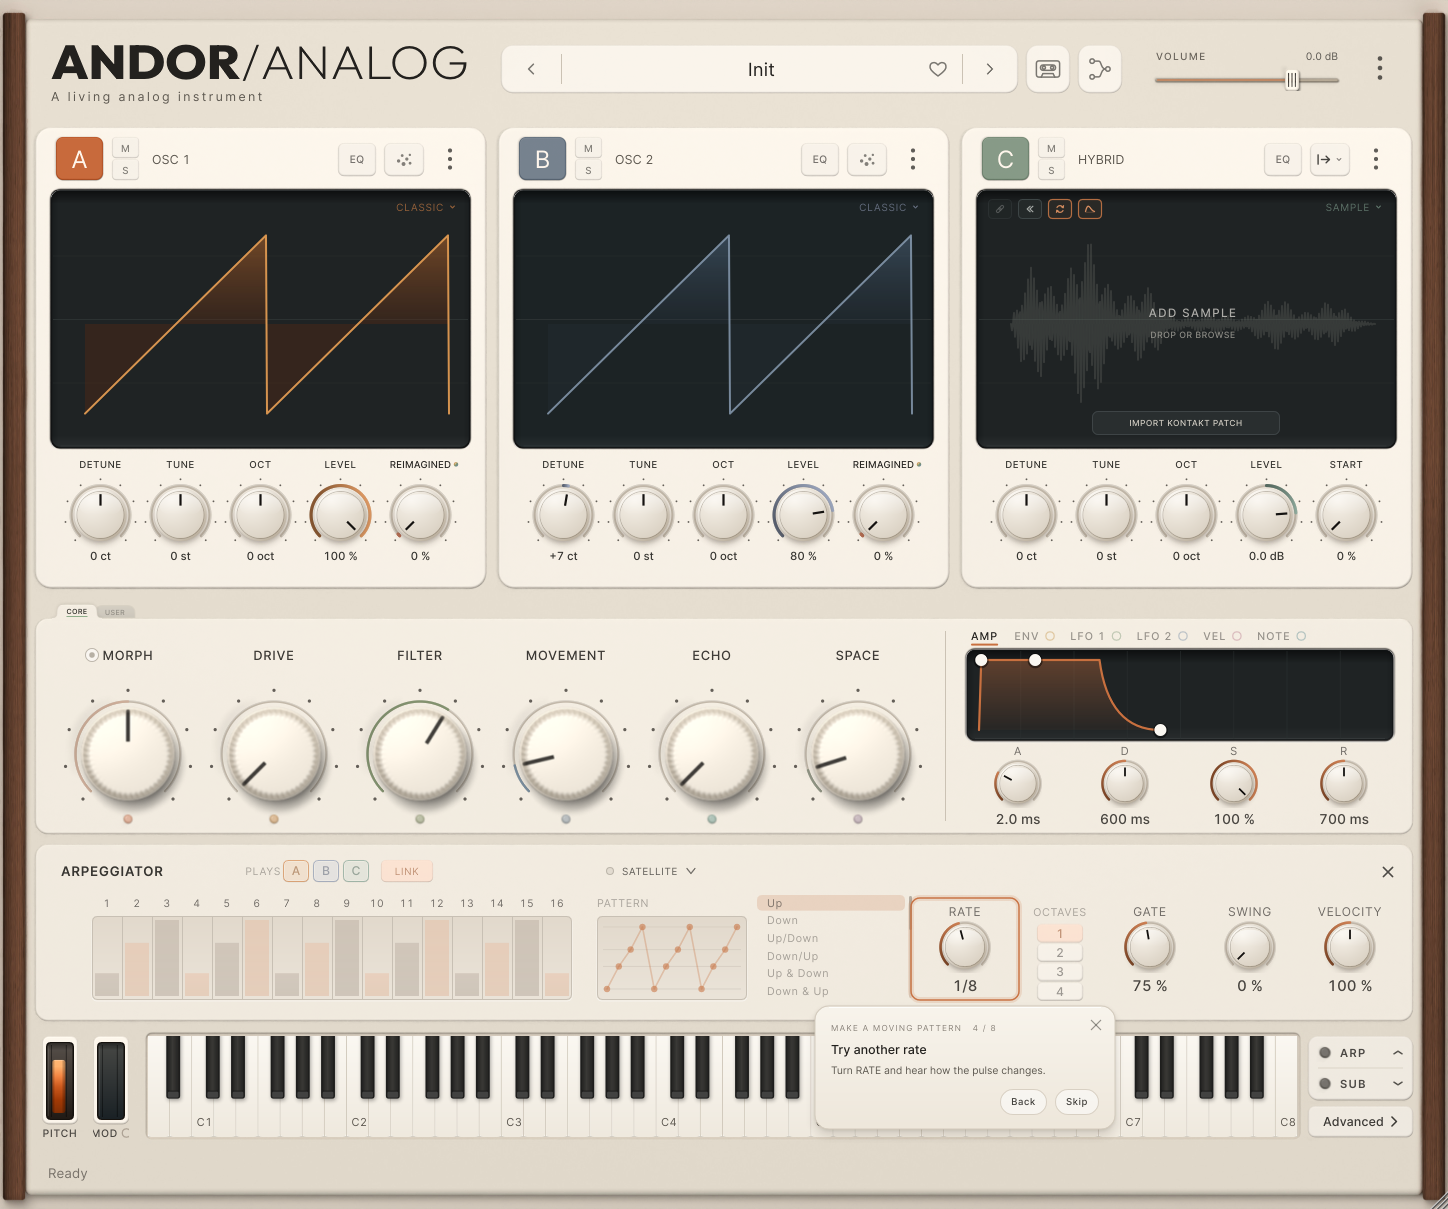 ANDOR/ANALOG
A living analog instrument
Init
VOLUME 0.0 dB
A M S OSC 1 EQ
CLASSIC
DETUNE TUNE OCT LEVEL REIMAGINED
0 ct 0 st 0 oct 100 % 0 %
B M S OSC 2 EQ
CLASSIC
DETUNE TUNE OCT LEVEL REIMAGINED
+7 ct 0 st 0 oct 80 % 0 %
C M S HYBRID EQ
SAMPLE
ADD SAMPLE
DROP OR BROWSE
IMPORT KONTAKT PATCH
DETUNE TUNE OCT LEVEL START
0 ct 0 st 0 oct 0.0 dB 0 %
CORE USER
MORPH DRIVE FILTER MOVEMENT ECHO SPACE
AMP ENV LFO 1 LFO 2 VEL NOTE
A D S R
2.0 ms 600 ms 100 % 700 ms
ARPEGGIATOR PLAYS A B C LINK SATELLITE
1 2 3 4 5 6 7 8 9 10 11 12 13 14 15 16
PATTERN
Up
Down
Up/Down
Down/Up
Up & Down
Down & Up
RATE
1/8
OCTAVES
1
2
3
4
GATE
75 %
SWING
0 %
VELOCITY
100 %
MAKE A MOVING PATTERN 4 / 8
Try another rate
Turn RATE and hear how the pulse changes.
Back Skip
PITCH MOD
C1 C2 C3 C4 C7 C8
ARP
SUB
Advanced
Ready